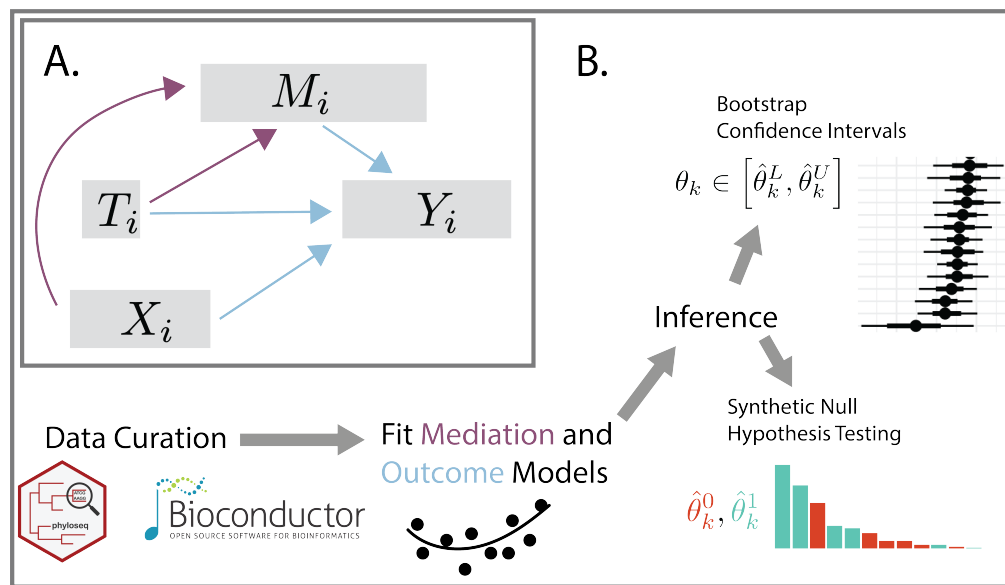 A.
M_i
T_i
Y_i
X_i
B.
Bootstrap
Confidence Intervals
θ_k ∈ [θ̂_k^L, θ̂_k^U]
Inference
Synthetic Null
Hypothesis Testing
θ̂_k^0, θ̂_k^1
Data Curation
Fit Mediation and
Outcome Models
phyloseq
Bioconductor
OPEN SOURCE SOFTWARE FOR BIOINFORMATICS